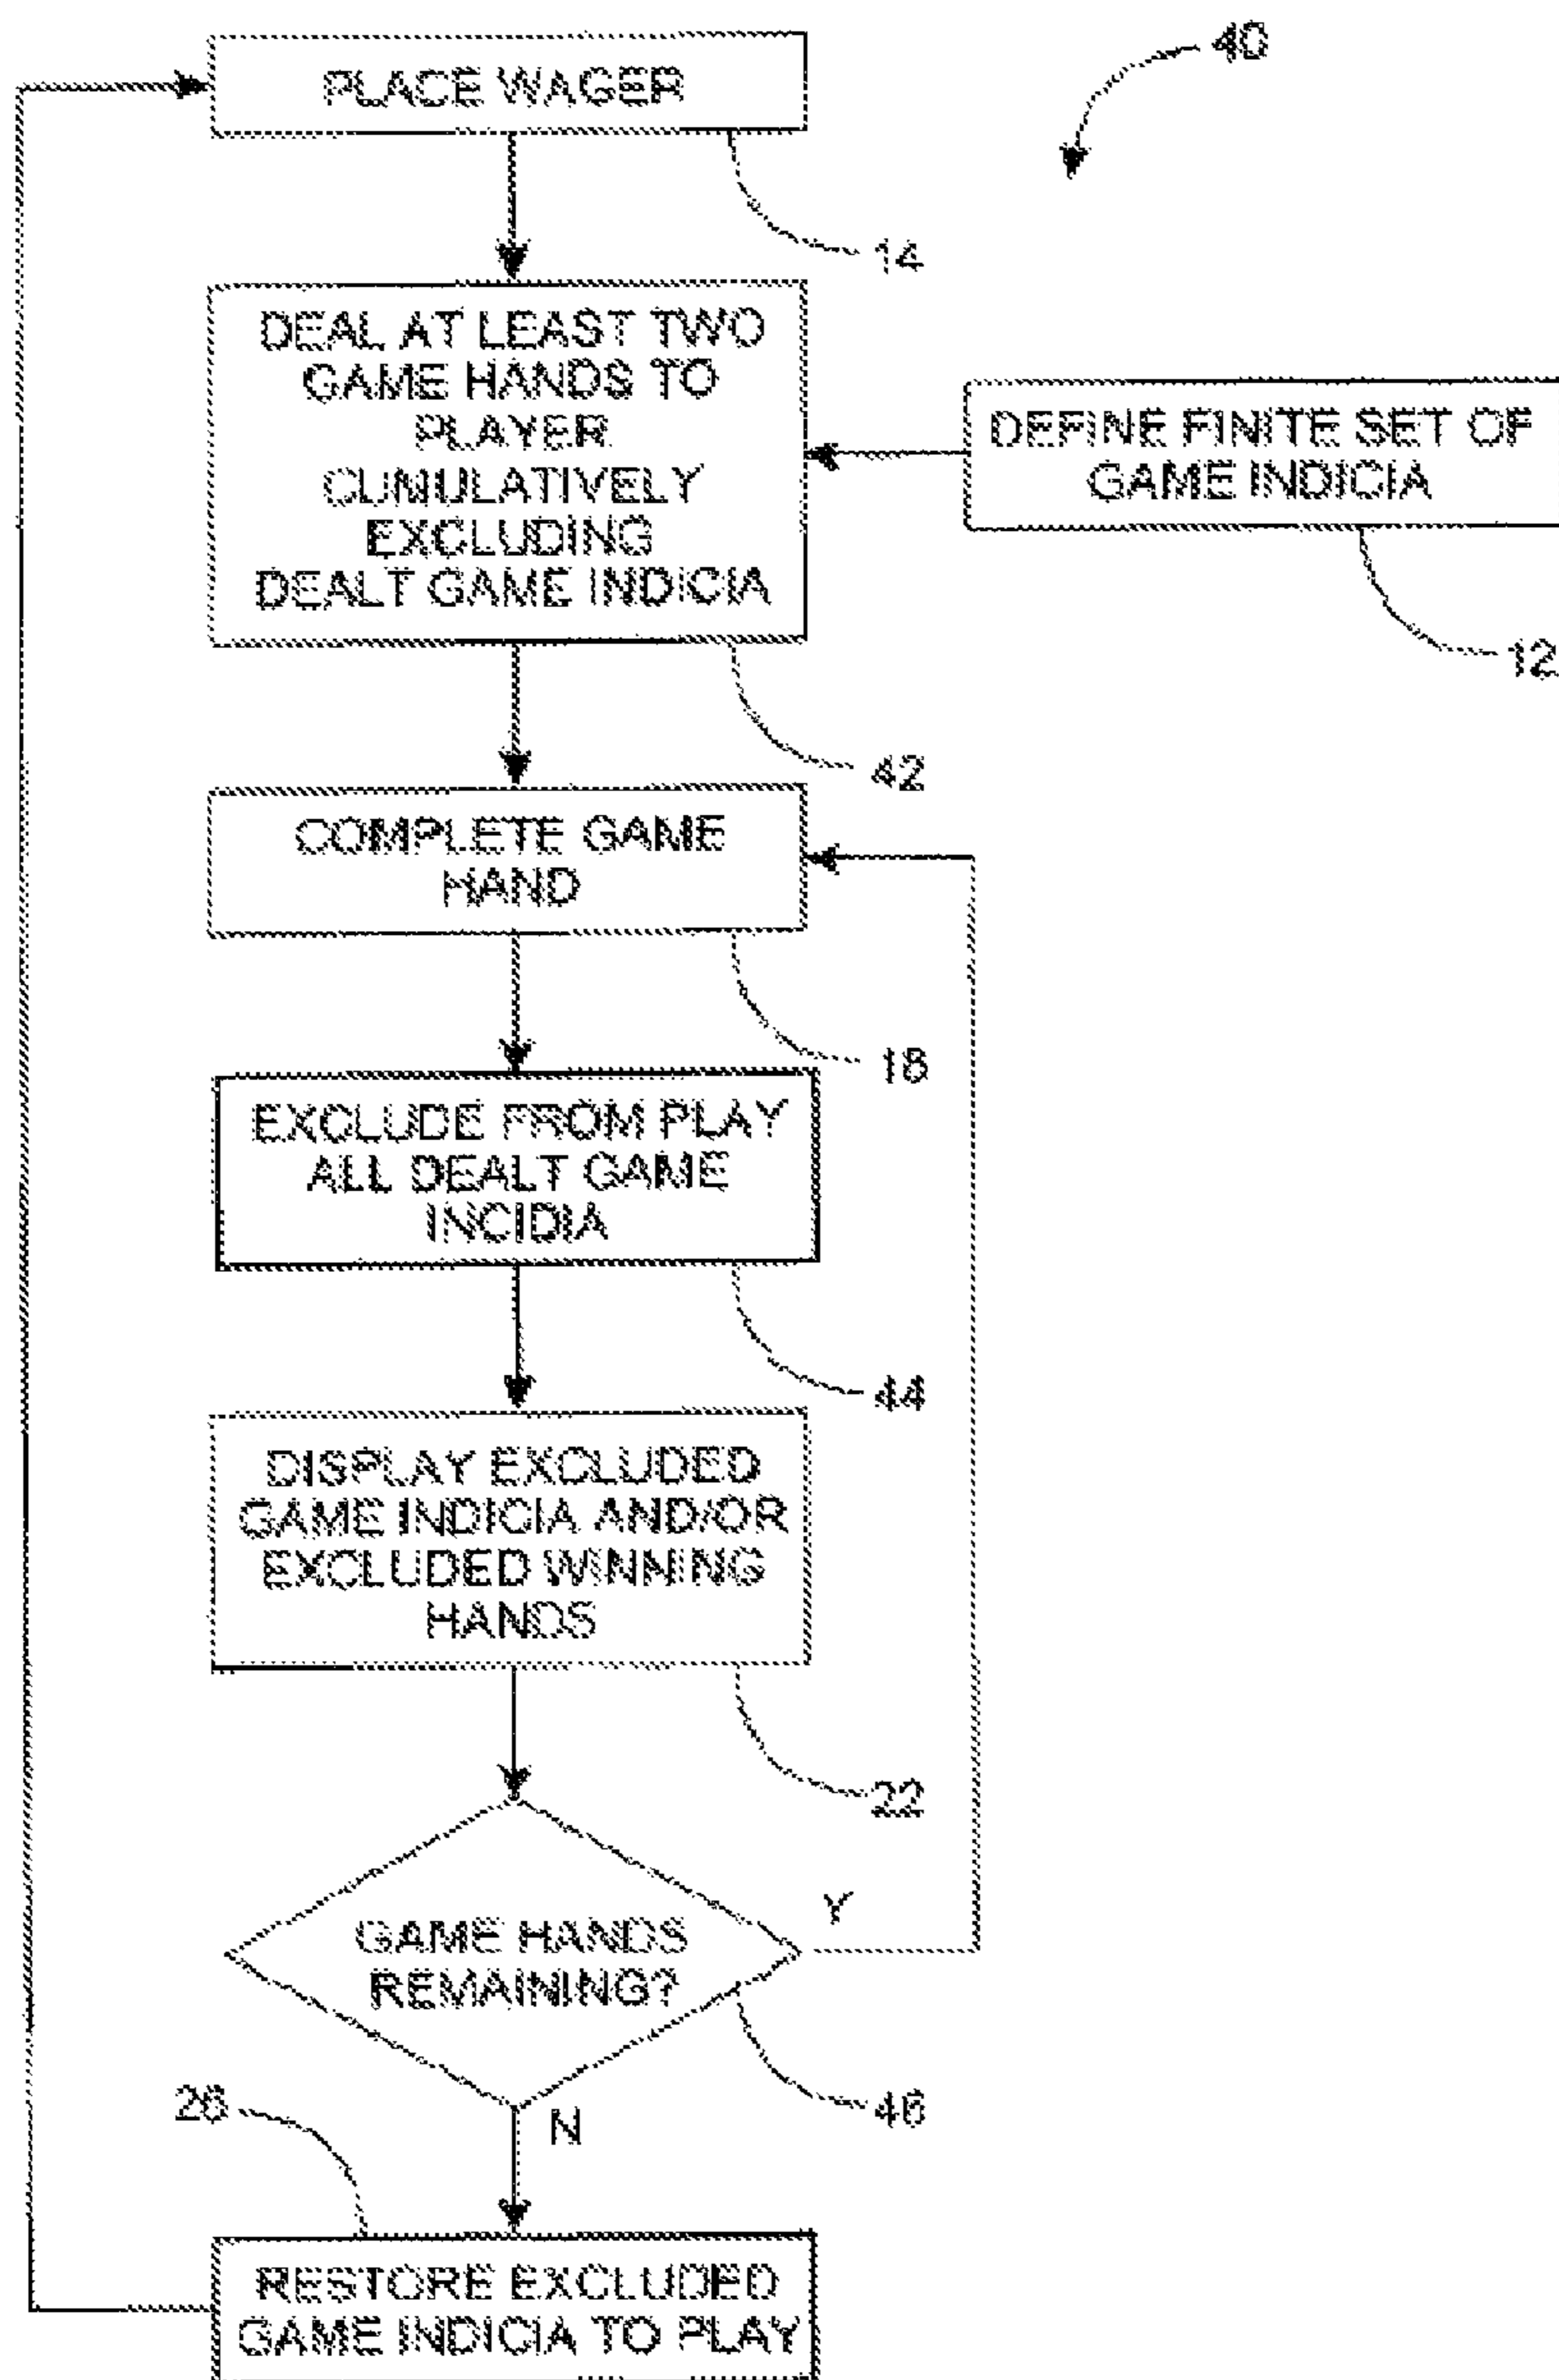 40
PLACE WAGER
14
DEAL AT LEAST TWO
GAME HANDS TO
PLAYER
CUMULATIVELY
EXCLUDING
DEALT GAME INDICIA
DEFINE FINITE SET OF
GAME INDICIA
12
42
COMPLETE GAME
HAND
18
EXCLUDE FROM PLAY
ALL DEALT GAME
INCIDIA
44
DISPLAY EXCLUDED
GAME INDICIA AND/OR
EXCLUDED WINNING
HANDS
22
Y
GAME HANDS
REMAINING?
46
26
N
RESTORE EXCLUDED
GAME INDICIA TO PLAY